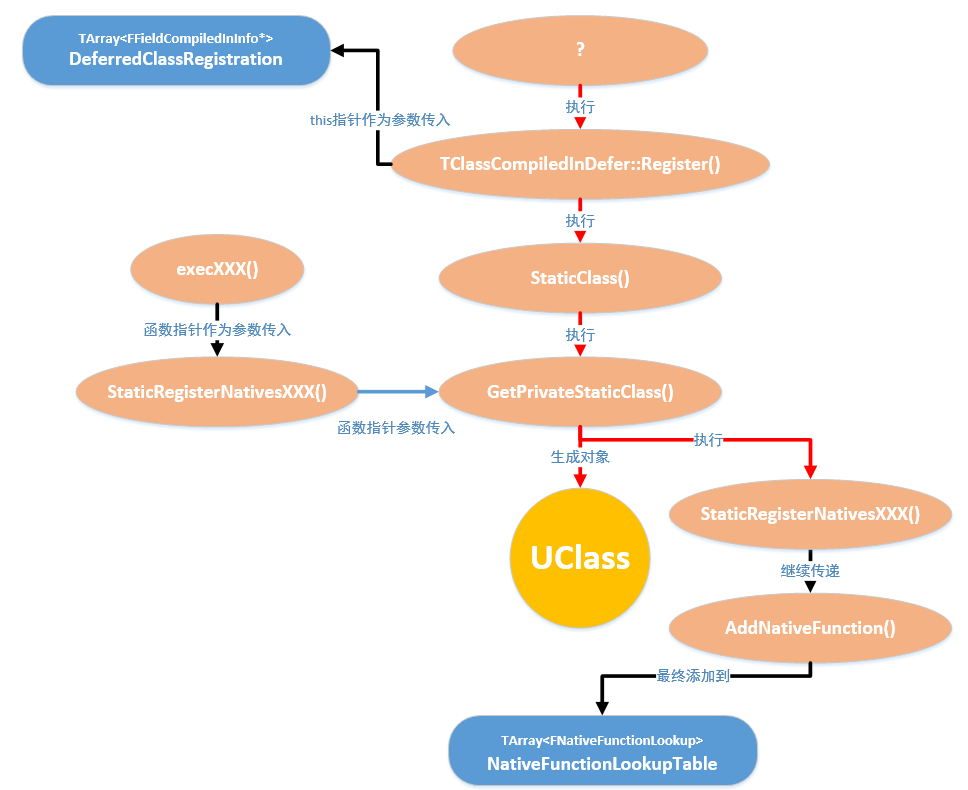 TArray<FFieldCompiledInInfo*>
DeferredClassRegistration
?
执行
this指针作为参数传入
TClassCompiledInDefer::Register()
执行
execXXX()
StaticClass()
函数指针作为参数传入
执行
StaticRegisterNativesXXX()
GetPrivateStaticClass()
函数指针参数传入
执行
生成对象
StaticRegisterNativesXXX()
UClass
继续传递
AddNativeFunction()
最终添加到
TArray<FNativeFunctionLookup>
NativeFunctionLookupTable